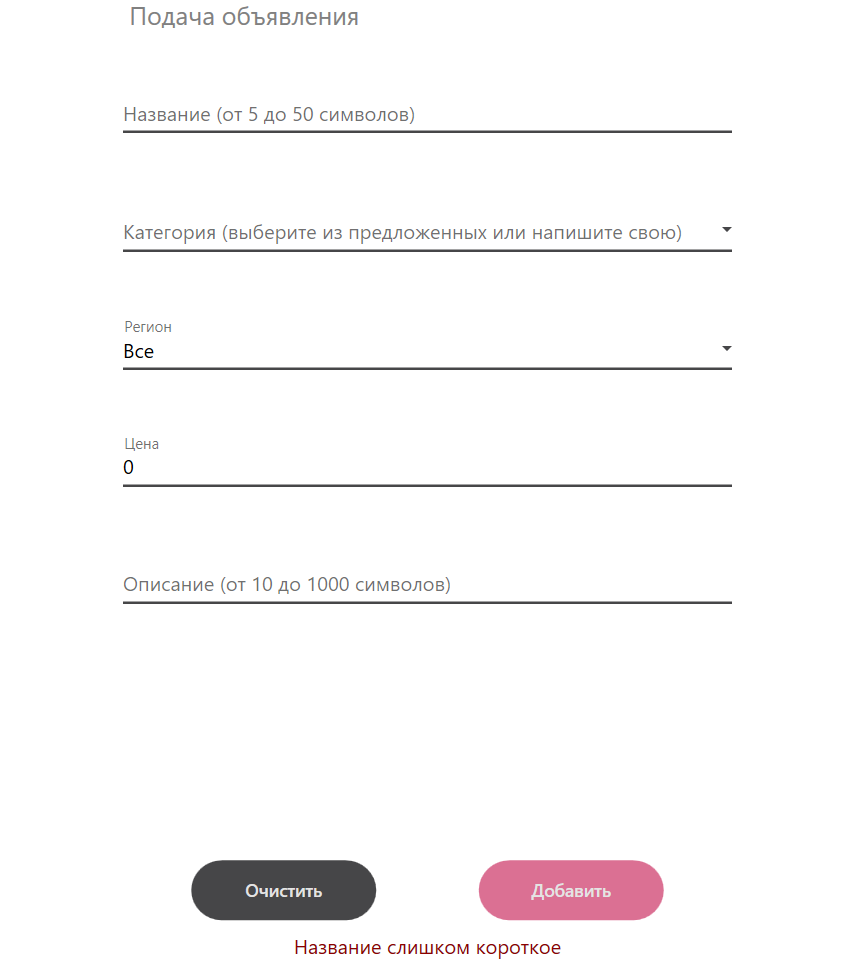 Подача объявления
Название (от 5 до 50 символов)
Категория (выберите из предложенных или напишите свою)
Регион
Все
Цена
0
Описание (от 10 до 1000 символов)
Очистить
Добавить
Название слишком короткое